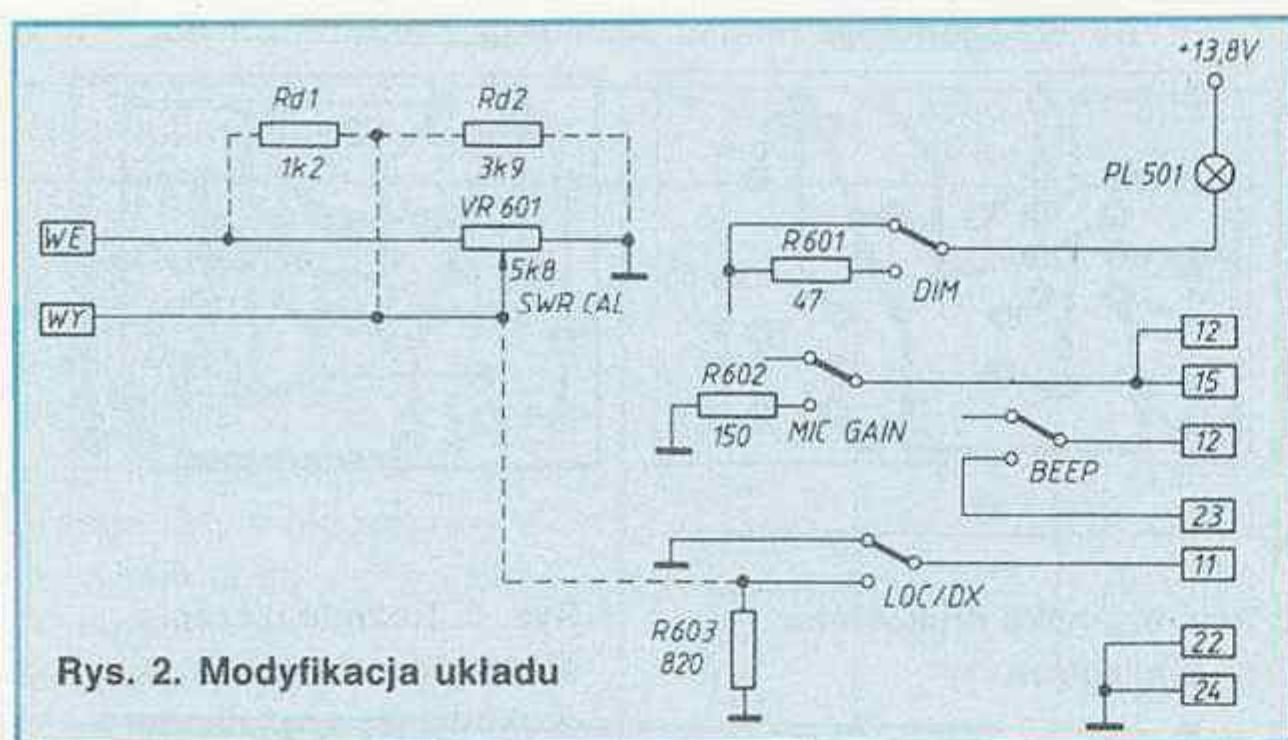 +13,8V
Rd1
Rd2
1k2
3k9
PL 501
VR 601
WE
R601
5k8
SWR CAL
47
DIM
WY
12
R602
15
150
MIC GAIN
12
BEEP
23
11
LOC/DX
R603
820
22
24
Rys. 2. Modyfikacja układu